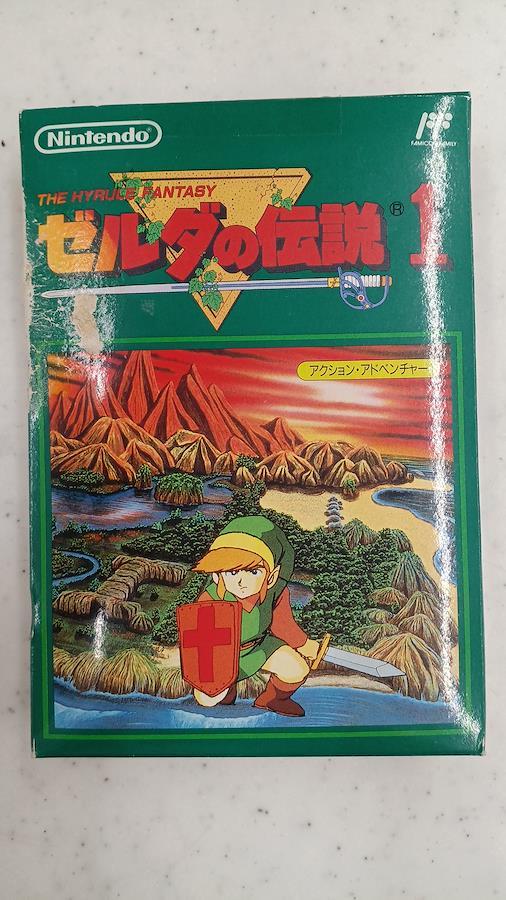 Nintendo®
FAMICOM FAMILY
THE HYRULE FANTASY
ゼルダの伝説® 1
アクション・アドベンチャー